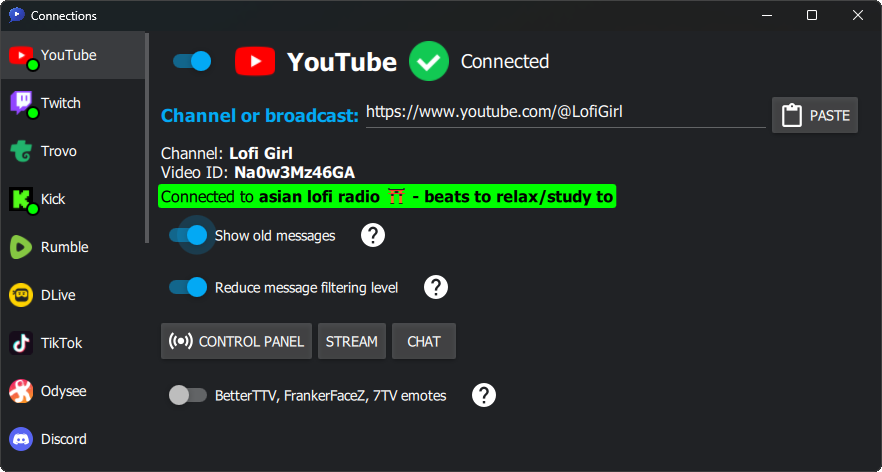 Connections
YouTube
Twitch
Trovo
Kick
Rumble
DLive
TikTok
Odysee
Discord
YouTube Connected
Channel or broadcast: https://www.youtube.com/@LofiGirl PASTE
Channel: Lofi Girl
Video ID: Na0w3Mz46GA
Connected to asian lofi radio ⛩️ - beats to relax/study to
Show old messages ?
Reduce message filtering level ?
CONTROL PANEL STREAM CHAT
BetterTTV, FrankerFaceZ, 7TV emotes ?